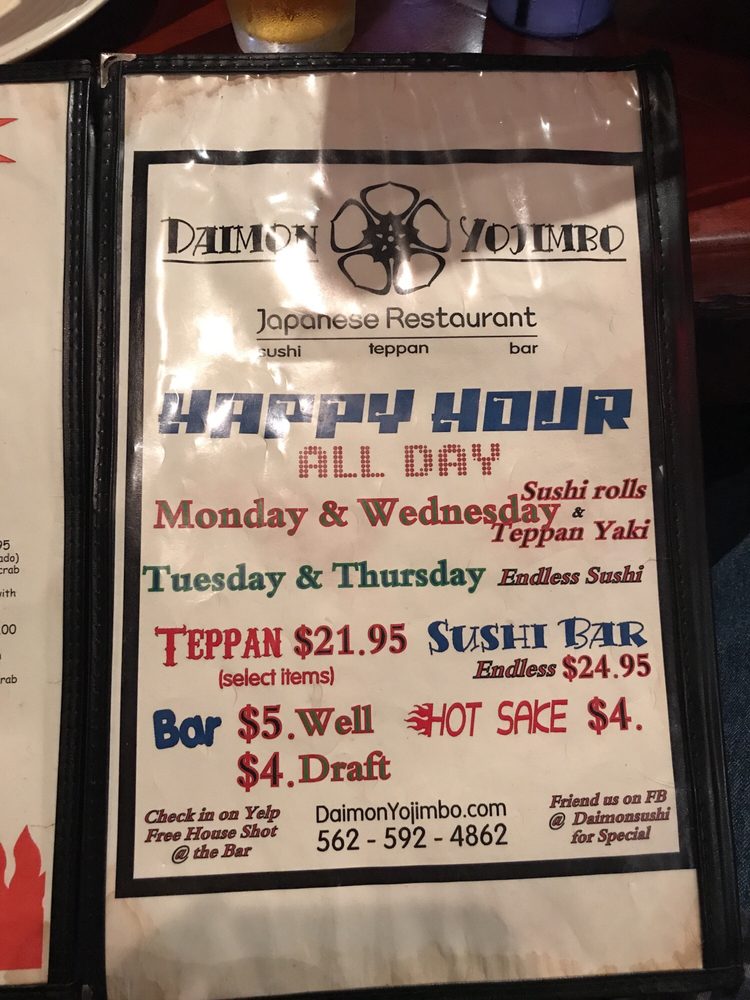 DAIMON YOJIMBO
Japanese Restaurant
sushi teppan bar
HAPPY HOUR
ALL DAY
Monday & Wednesday Sushi rolls & Teppan Yaki
Tuesday & Thursday Endless Sushi
TEPPAN $21.95
(select items)
SUSHI BAR
Endless $24.95
Bar $5. Well
$4. Draft
HOT SAKE $4.
Check in on Yelp
Free House Shot
@ the Bar
DaimonYojimbo.com
562 - 592 - 4862
Friend us on FB
@ Daimonsushi
for Special